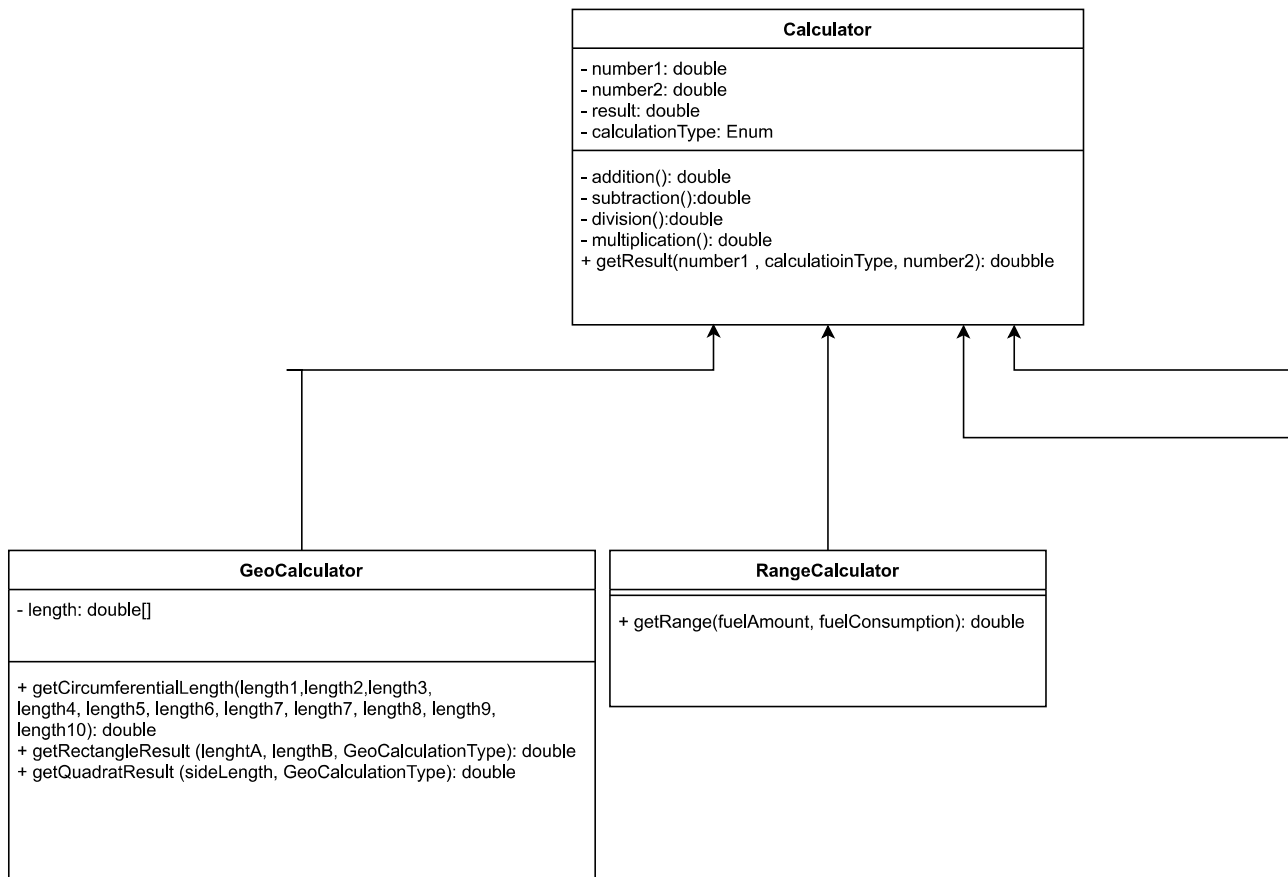 Calculator
- number1: double
- number2: double
- result: double
- calculationType: Enum
- addition(): double
- subtraction():double
- division():double
- multiplication(): double
+ getResult(number1 , calculatioinType, number2): doubble
GeoCalculator
- length: double[]
+ getCircumferentialLength(length1,length2,length3,
length4, length5, length6, length7, length7, length8, length9,
length10): double
+ getRectangleResult (lenghtA, lengthB, GeoCalculationType): double
+ getQuadratResult (sideLength, GeoCalculationType): double
RangeCalculator
+ getRange(fuelAmount, fuelConsumption): double